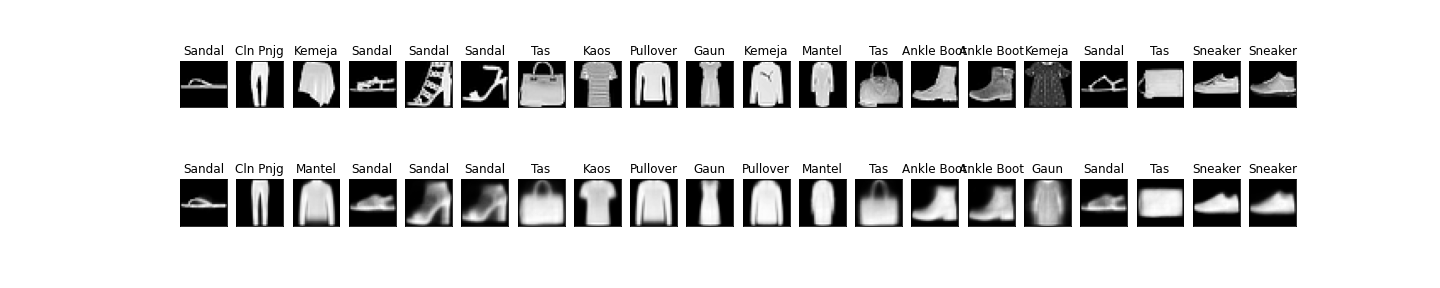 Sandal Cln Pnjg Kemeja Sandal Sandal Sandal Tas Kaos Pullover Gaun Kemeja Mantel Tas Ankle Boot Ankle Boot Kemeja Sandal Tas Sneaker Sneaker
Sandal Cln Pnjg Mantel Sandal Sandal Sandal Tas Kaos Pullover Gaun Pullover Mantel Tas Ankle Boot Ankle Boot Gaun Sandal Tas Sneaker Sneaker